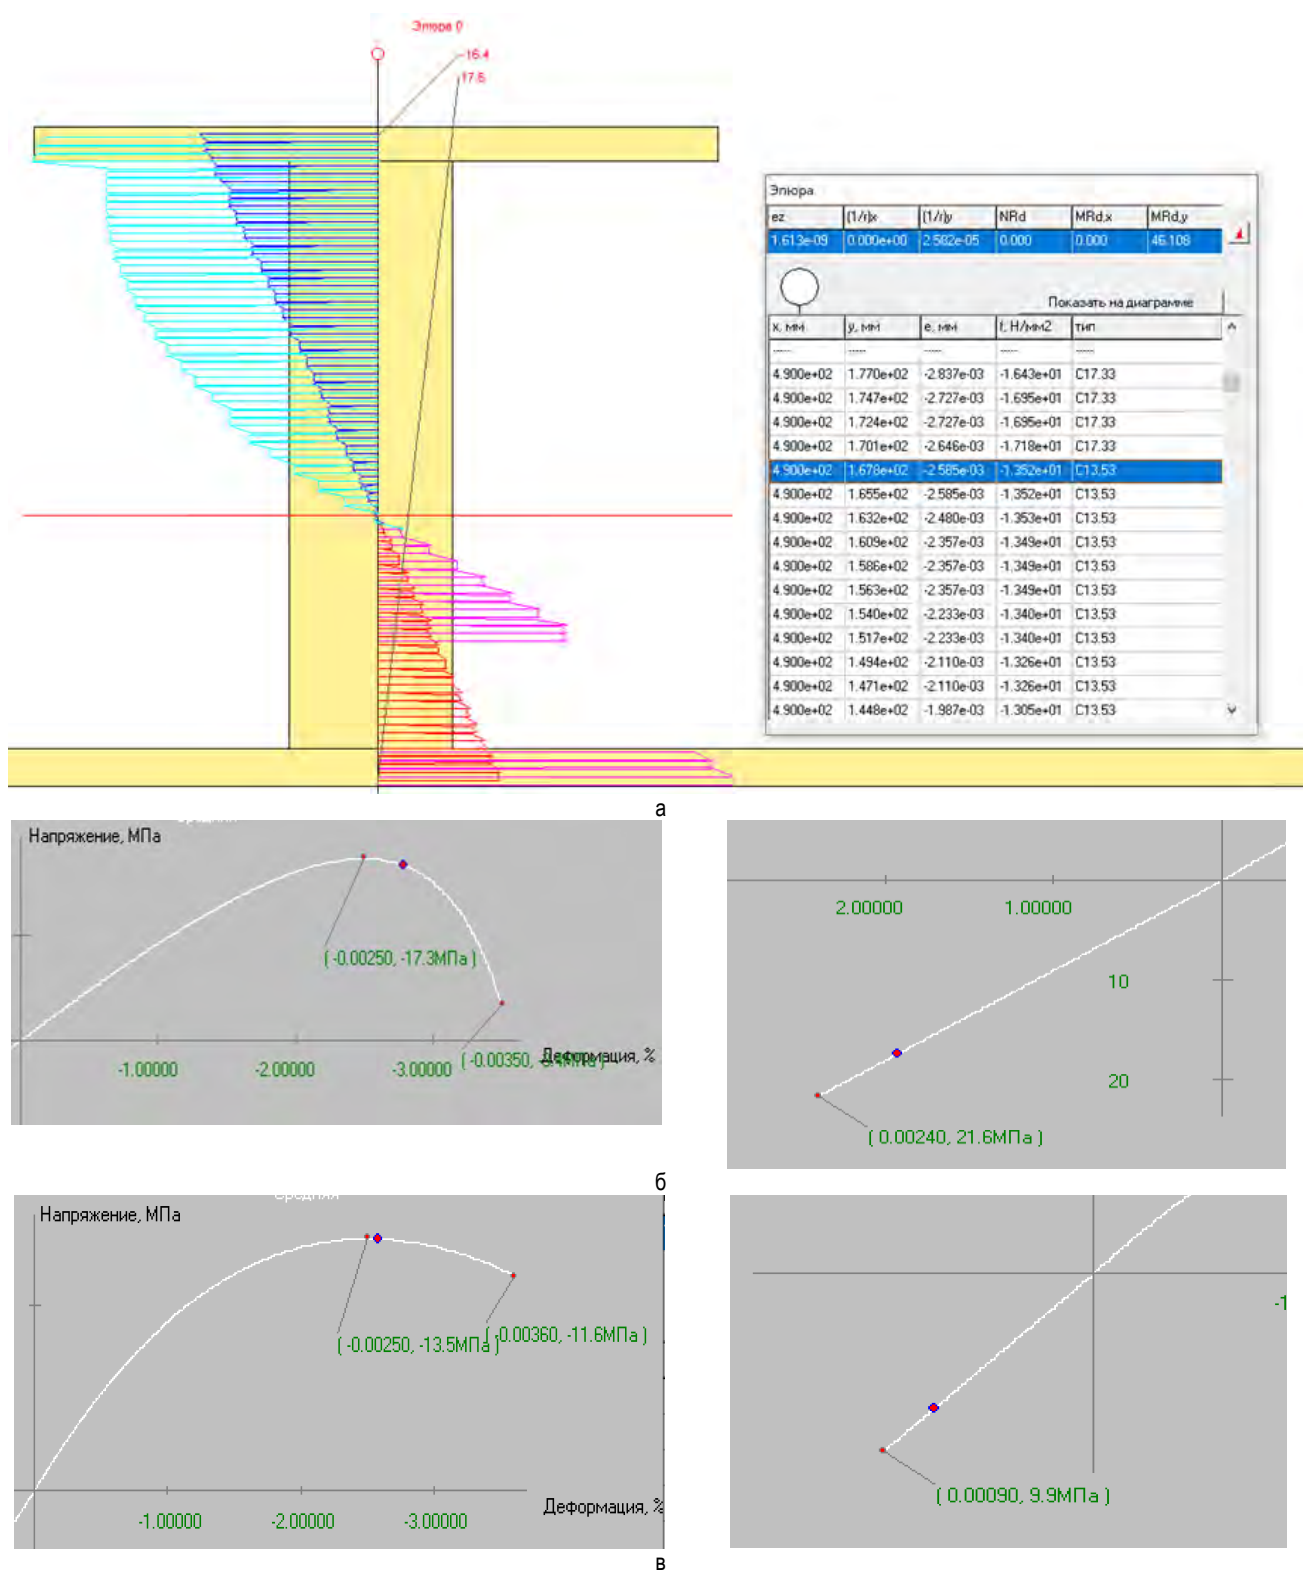 Эпюра 0
16.4
17.6
Эпюра
ez (1/r)x (1/r)y NRd MRd,x MRd,y
1.613e-09 0.000e+00 2.582e-05 0.000 0.000 46.108
Показать на диаграмме
x, мм y, мм e, мм f, Н/мм2 тип
----- ----- ----- ----- -----
4.900e+02 1.770e+02 -2.837e-03 -1.643e+01 C17.33
4.900e+02 1.747e+02 -2.727e-03 -1.695e+01 C17.33
4.900e+02 1.724e+02 -2.727e-03 -1.695e+01 C17.33
4.900e+02 1.701e+02 -2.646e-03 -1.718e+01 C17.33
4.900e+02 1.678e+02 -2.585e-03 -1.352e+01 C13.53
4.900e+02 1.655e+02 -2.585e-03 -1.352e+01 C13.53
4.900e+02 1.632e+02 -2.480e-03 -1.353e+01 C13.53
4.900e+02 1.609e+02 -2.357e-03 -1.349e+01 C13.53
4.900e+02 1.586e+02 -2.357e-03 -1.349e+01 C13.53
4.900e+02 1.563e+02 -2.357e-03 -1.349e+01 C13.53
4.900e+02 1.540e+02 -2.233e-03 -1.340e+01 C13.53
4.900e+02 1.517e+02 -2.233e-03 -1.340e+01 C13.53
4.900e+02 1.494e+02 -2.110e-03 -1.326e+01 C13.53
4.900e+02 1.471e+02 -2.110e-03 -1.326e+01 C13.53
4.900e+02 1.448e+02 -1.987e-03 -1.305e+01 C13.53
а
Напряжение, МПа
( -0.00250, -17.3МПа )
-1.00000 -2.00000 -3.00000
( -0.00350,
Деформация, %
2.00000 1.00000
10
20
( 0.00240, 21.6МПа )
б
Средняя
Напряжение, МПа
( -0.00250, -13.5МПа )
( -0.00360, -11.6МПа )
-1.00000 -2.00000 -3.00000
Деформация, %
-1
( 0.00090, 9.9МПа )
в